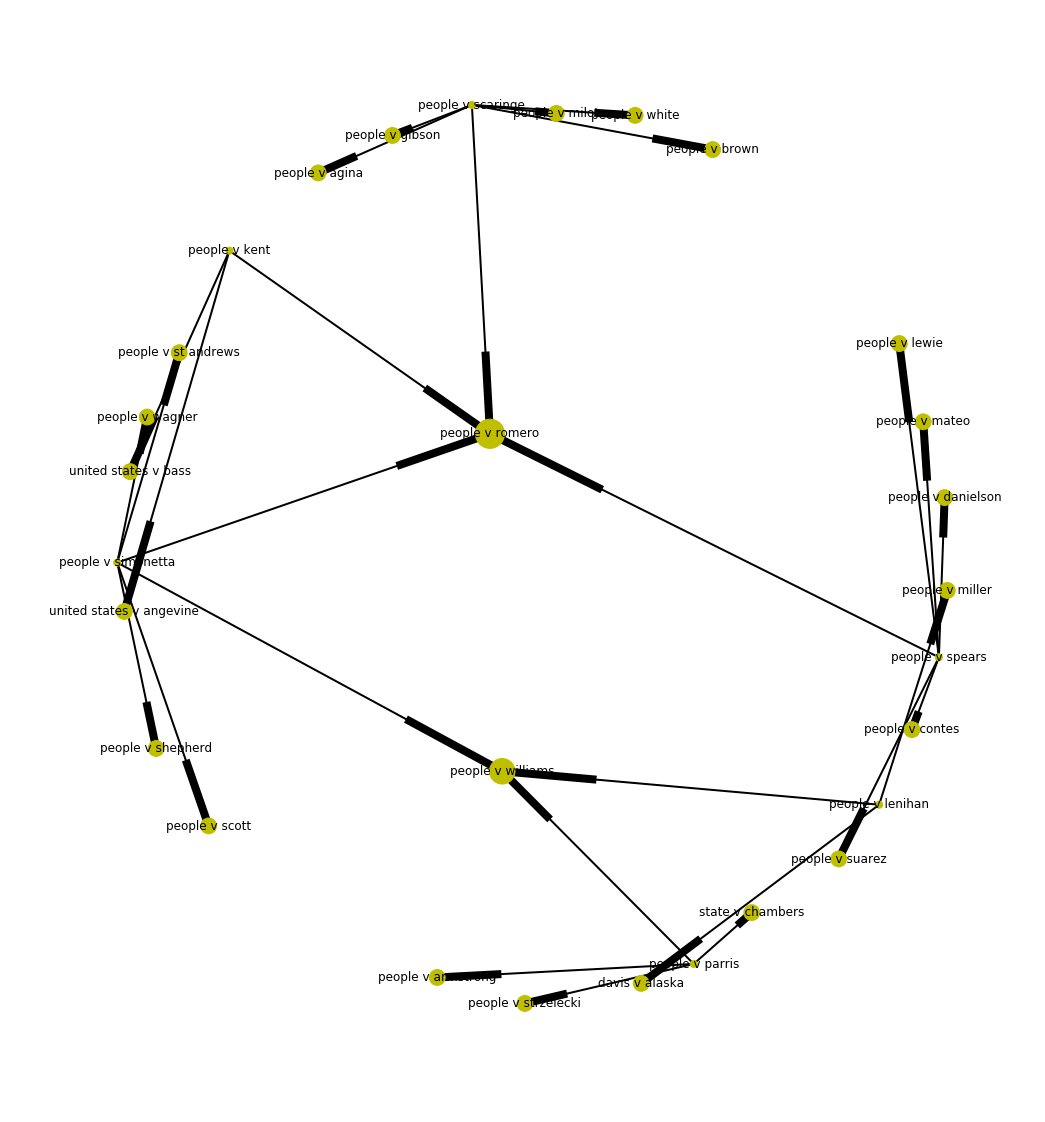 people v scaringe
people v milo
people v white
people v gibson
people v brown
people v agina
people v kent
people v lewie
people v st andrews
people v wagner
people v mateo
people v romero
united states v bass
people v danielson
people v simonetta
people v miller
united states v angevine
people v spears
people v contes
people v shepherd
people v williams
people v lenihan
people v scott
people v suarez
state v chambers
people v parris
people v armstrong
davis v alaska
people v strzelecki